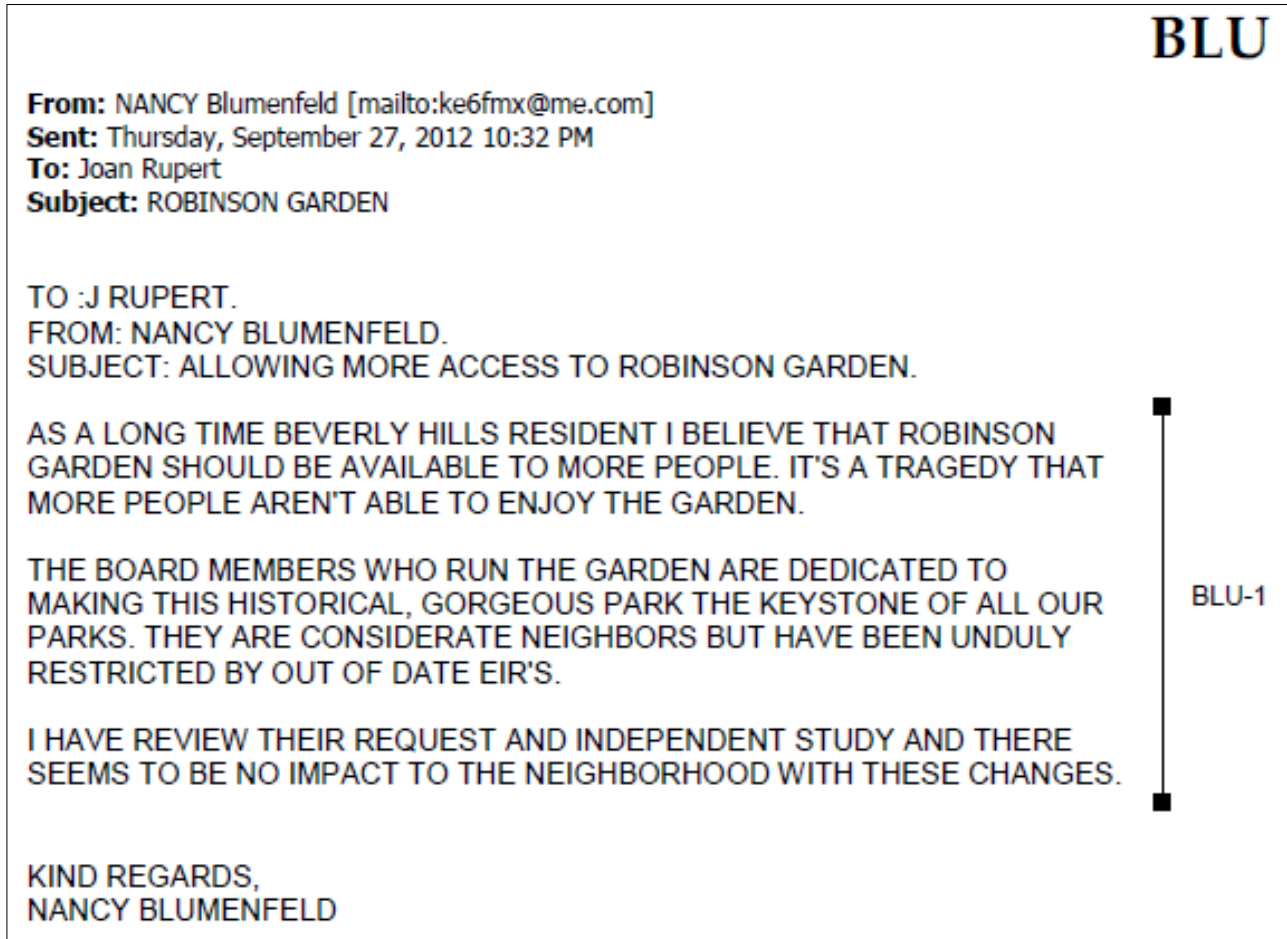 BLU
From: NANCY Blumenfeld [mailto:ke6fmx@me.com]
Sent: Thursday, September 27, 2012 10:32 PM
To: Joan Rupert
Subject: ROBINSON GARDEN
TO :J RUPERT.
FROM: NANCY BLUMENFELD.
SUBJECT: ALLOWING MORE ACCESS TO ROBINSON GARDEN.
AS A LONG TIME BEVERLY HILLS RESIDENT I BELIEVE THAT ROBINSON
GARDEN SHOULD BE AVAILABLE TO MORE PEOPLE. IT'S A TRAGEDY THAT
MORE PEOPLE AREN'T ABLE TO ENJOY THE GARDEN.
THE BOARD MEMBERS WHO RUN THE GARDEN ARE DEDICATED TO
MAKING THIS HISTORICAL, GORGEOUS PARK THE KEYSTONE OF ALL OUR
PARKS. THEY ARE CONSIDERATE NEIGHBORS BUT HAVE BEEN UNDULY
RESTRICTED BY OUT OF DATE EIR'S.
BLU-1
I HAVE REVIEW THEIR REQUEST AND INDEPENDENT STUDY AND THERE
SEEMS TO BE NO IMPACT TO THE NEIGHBORHOOD WITH THESE CHANGES.
KIND REGARDS,
NANCY BLUMENFELD